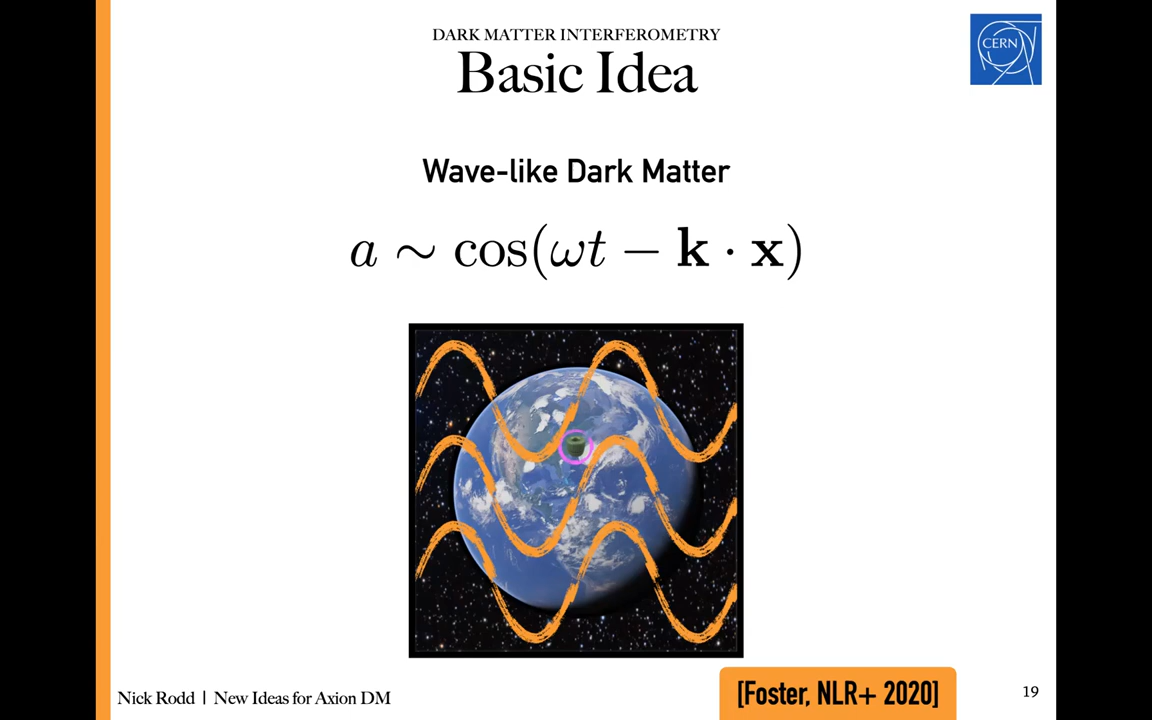 DARK MATTER INTERFEROMETRY
CERN
Basic Idea
Wave-like Dark Matter
a ∼ cos(ωt − k · x)
Nick Rodd | New Ideas for Axion DM
[Foster, NLR+ 2020]
19